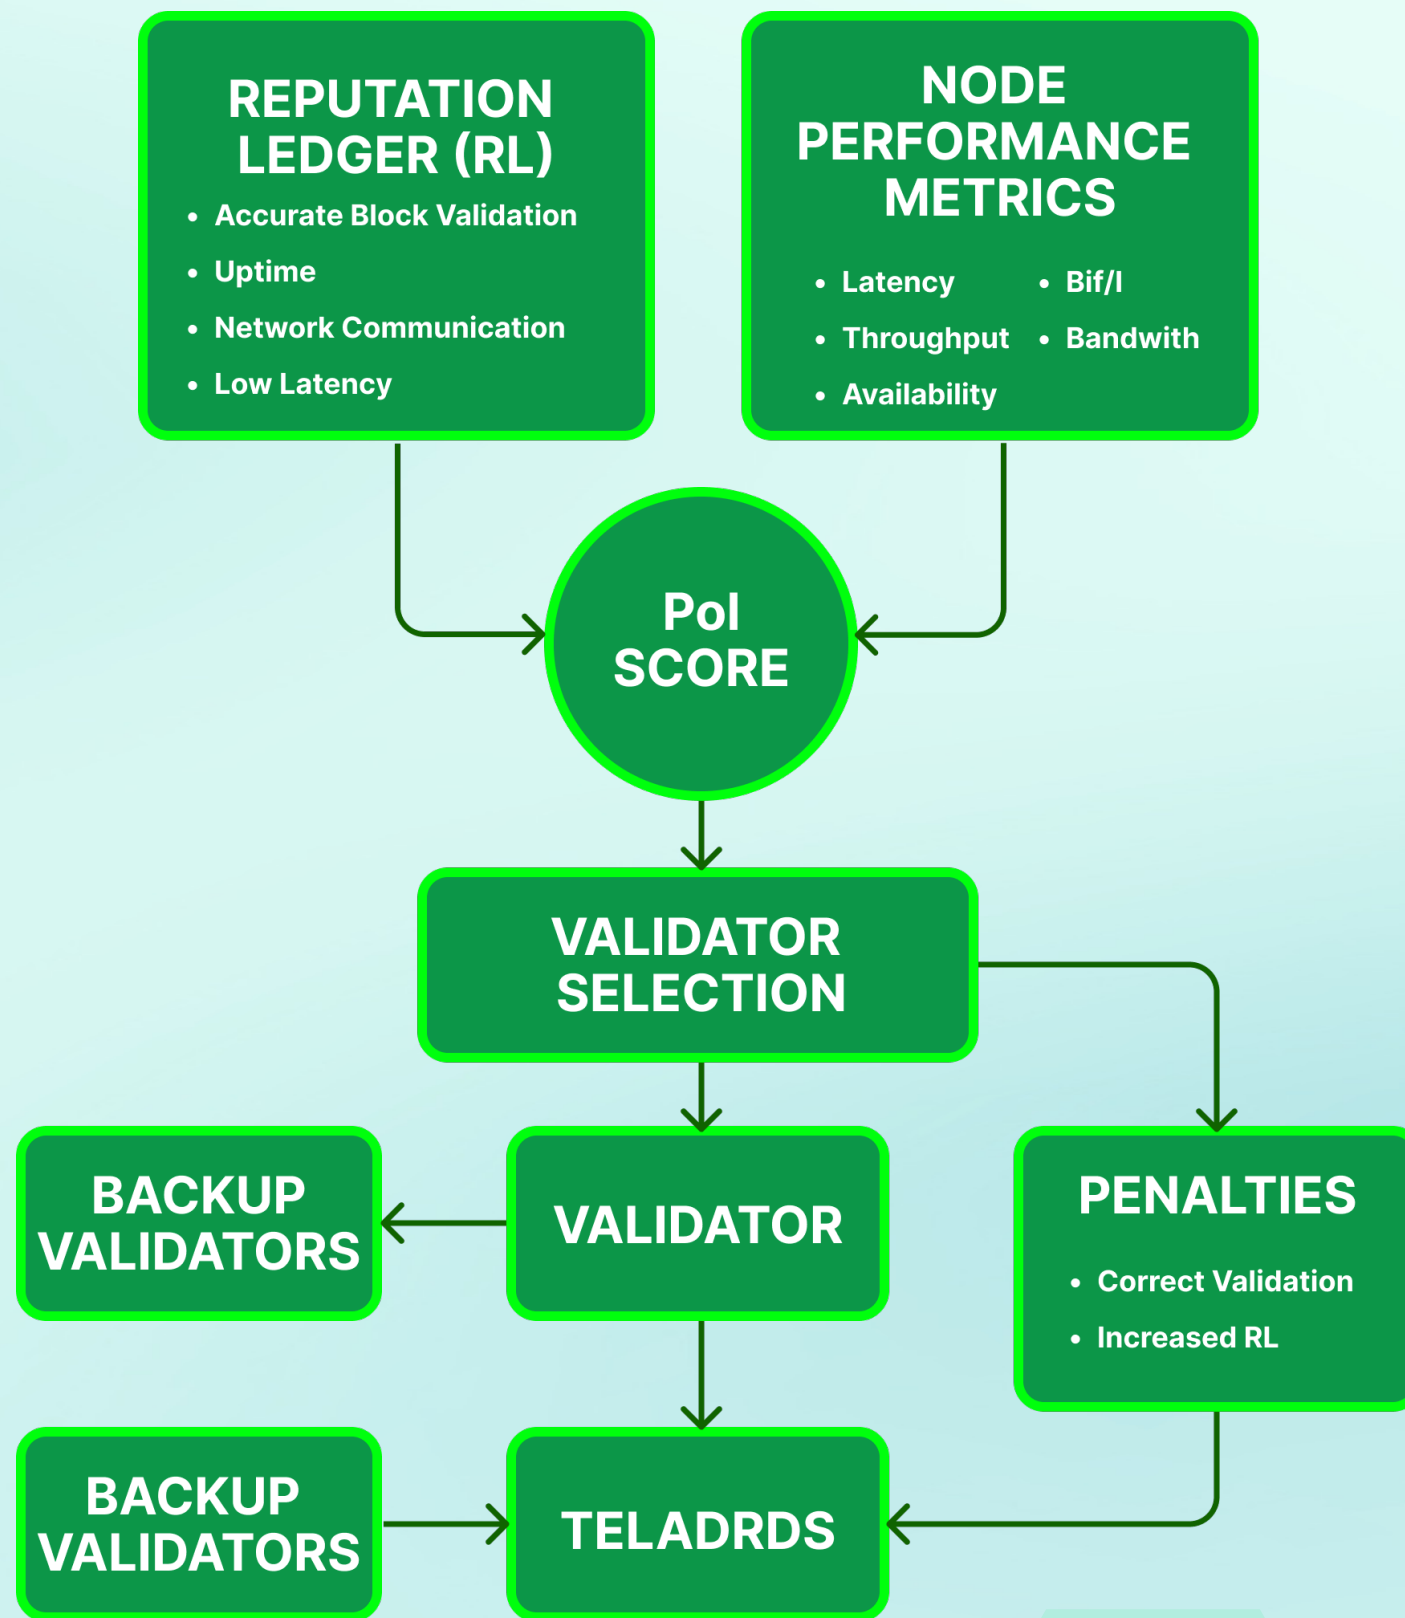 REPUTATION
LEDGER (RL)
• Accurate Block Validation
• Uptime
• Network Communication
• Low Latency
NODE
PERFORMANCE
METRICS
• Latency
• Throughput
• Availability
• Bif/l
• Bandwith
Pol
SCORE
VALIDATOR
SELECTION
BACKUP
VALIDATORS
VALIDATOR
PENALTIES
• Correct Validation
• Increased RL
BACKUP
VALIDATORS
TELADRDS